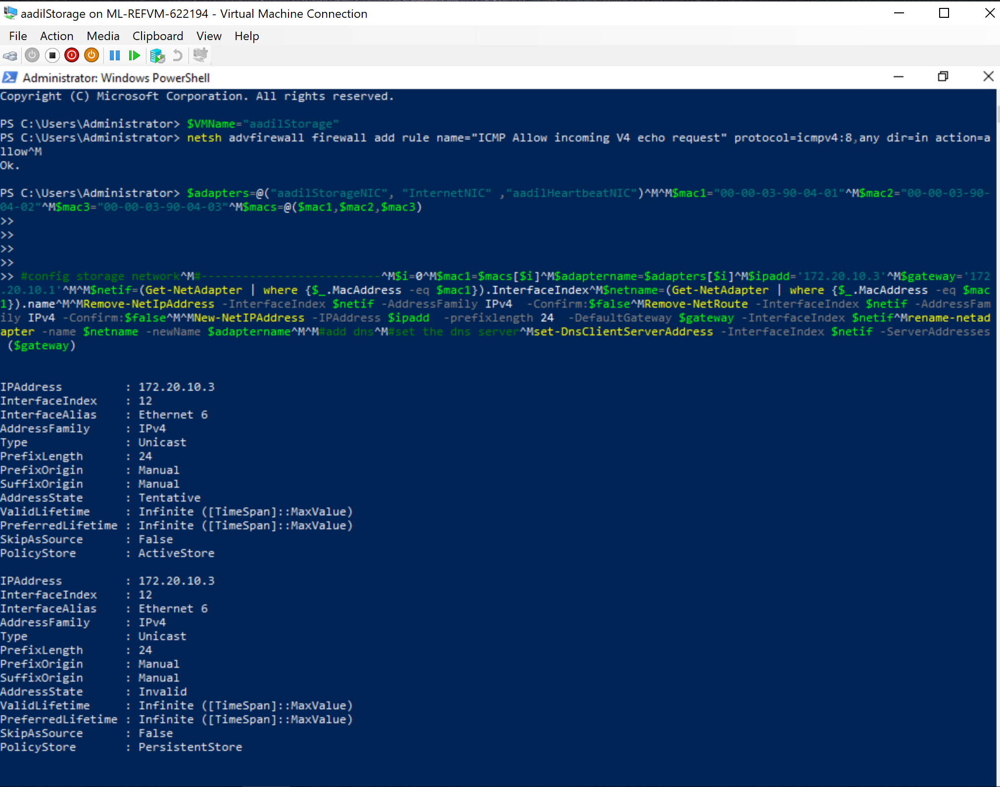 aadilStorage on ML-REFVM-622194 - Virtual Machine Connection
File Action Media Clipboard View Help
Administrator: Windows PowerShell
Copyright (C) Microsoft Corporation. All rights reserved.
PS C:\Users\Administrator> $VMName="aadilStorage"
PS C:\Users\Administrator> netsh advfirewall firewall add rule name="ICMP Allow incoming V4 echo request" protocol=icmpv4:8,any dir=in action=a
llow^M
Ok.
PS C:\Users\Administrator> $adapters=@("aadilStorageNIC", "InternetNIC" ,"aadilHeartbeatNIC")^M^M$mac1="00-00-03-90-04-01"^M$mac2="00-00-03-90-
04-02"^M$mac3="00-00-03-90-04-03"^M$macs=@($mac1,$mac2,$mac3)
>>
>>
>>
>>
>> #config storage network^M#--------------------------^M$i=0^M$mac1=$macs[$i]^M$adaptername=$adapters[$i]^M$ipadd='172.20.10.3'^M$gateway='172
.20.10.1'^M^M$netif=(Get-NetAdapter | where {$_.MacAddress -eq $mac1}).InterfaceIndex^M$netname=(Get-NetAdapter | where {$_.MacAddress -eq $mac
1}).name^M^MRemove-NetIpAddress -InterfaceIndex $netif -AddressFamily IPv4  -Confirm:$false^MRemove-NetRoute -InterfaceIndex $netif -AddressFam
ily IPv4 -Confirm:$false^M^MNew-NetIPAddress -IPAddress $ipadd  -prefixlength 24  -DefaultGateway $gateway -InterfaceIndex $netif^Mrename-netad
apter -name $netname -newName $adaptername^M^M#add dns^M#set the dns server^Mset-DnsClientServerAddress -InterfaceIndex $netif -ServerAddresses
 ($gateway)
IPAddress         : 172.20.10.3
InterfaceIndex    : 12
InterfaceAlias    : Ethernet 6
AddressFamily     : IPv4
Type              : Unicast
PrefixLength      : 24
PrefixOrigin      : Manual
SuffixOrigin      : Manual
AddressState      : Tentative
ValidLifetime     : Infinite ([TimeSpan]::MaxValue)
PreferredLifetime : Infinite ([TimeSpan]::MaxValue)
SkipAsSource      : False
PolicyStore       : ActiveStore
IPAddress         : 172.20.10.3
InterfaceIndex    : 12
InterfaceAlias    : Ethernet 6
AddressFamily     : IPv4
Type              : Unicast
PrefixLength      : 24
PrefixOrigin      : Manual
SuffixOrigin      : Manual
AddressState      : Invalid
ValidLifetime     : Infinite ([TimeSpan]::MaxValue)
PreferredLifetime : Infinite ([TimeSpan]::MaxValue)
SkipAsSource      : False
PolicyStore       : PersistentStore